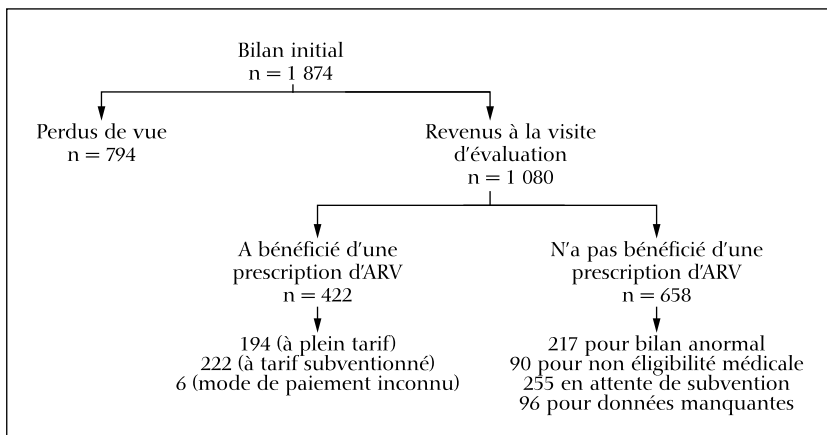 Bilan initial
n = 1 874
Perdus de vue
n = 794
Revenus à la visite
d'évaluation
n = 1 080
A bénéficié d'une
prescription d'ARV
n = 422
194 (à plein tarif)
222 (à tarif subventionné)
6 (mode de paiement inconnu)
N'a pas bénéficié d'une
prescription d'ARV
n = 658
217 pour bilan anormal
90 pour non éligibilité médicale
255 en attente de subvention
96 pour données manquantes